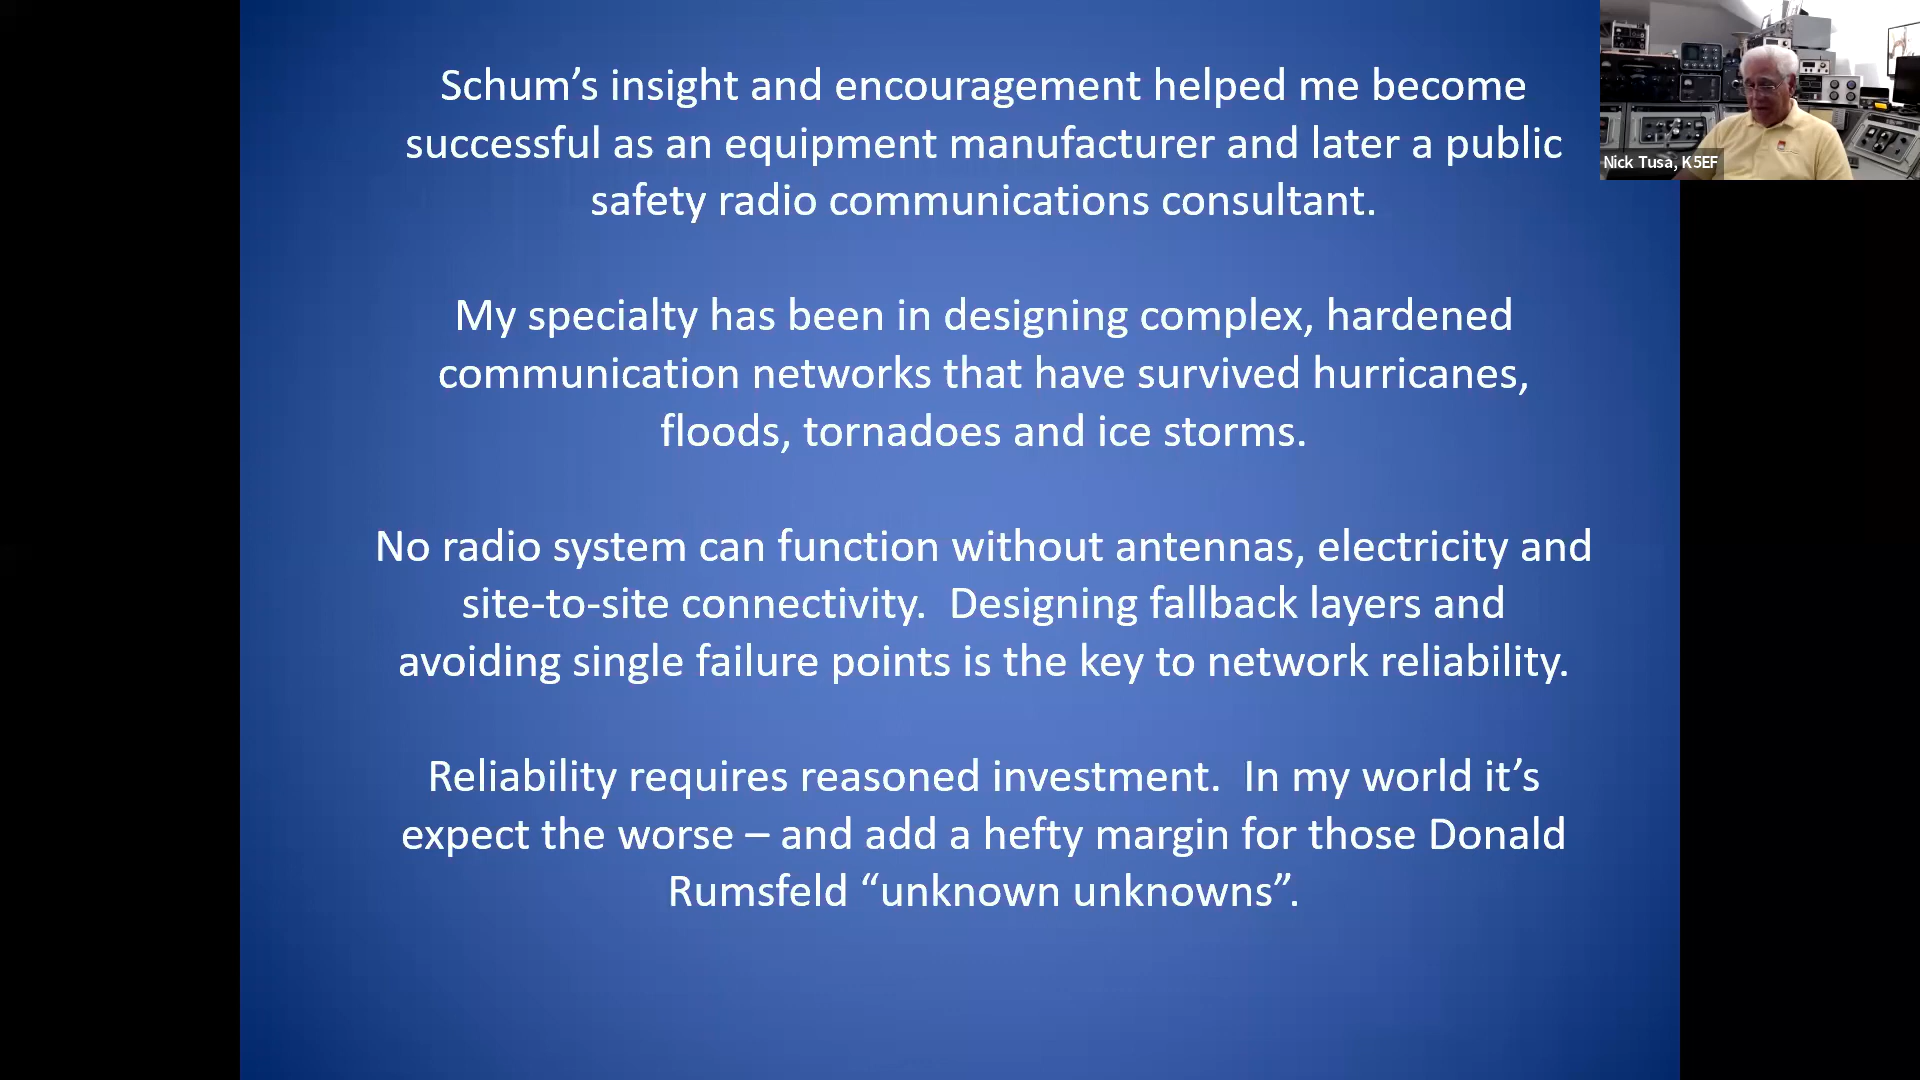 Schum’s insight and encouragement helped me become
successful as an equipment manufacturer and later a public
safety radio communications consultant.
My specialty has been in designing complex, hardened
communication networks that have survived hurricanes,
floods, tornadoes and ice storms.
No radio system can function without antennas, electricity and
site-to-site connectivity.  Designing fallback layers and
avoiding single failure points is the key to network reliability.
Reliability requires reasoned investment.  In my world it’s
expect the worse – and add a hefty margin for those Donald
Rumsfeld “unknown unknowns”.
Nick Tusa, K5EF